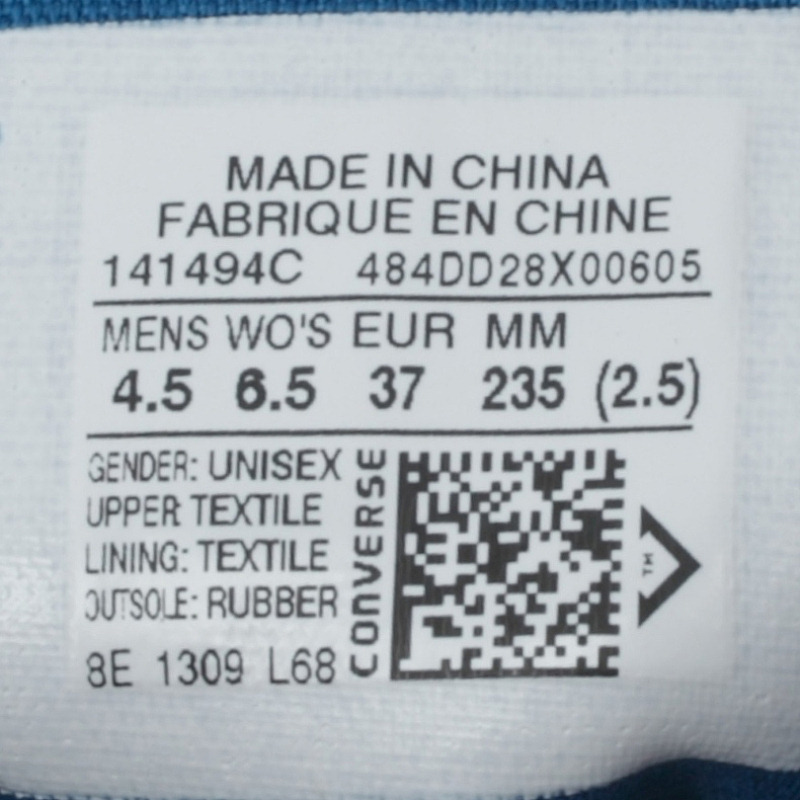 MADE IN CHINA
FABRIQUE EN CHINE
141494C 484DD28X00605
MENS WO'S EUR MM
4.5 6.5 37 235 (2.5)
GENDER: UNISEX
UPPER TEXTILE
LINING: TEXTILE
OUTSOLE: RUBBER
8E 1309 L68
CONVERSE
TM